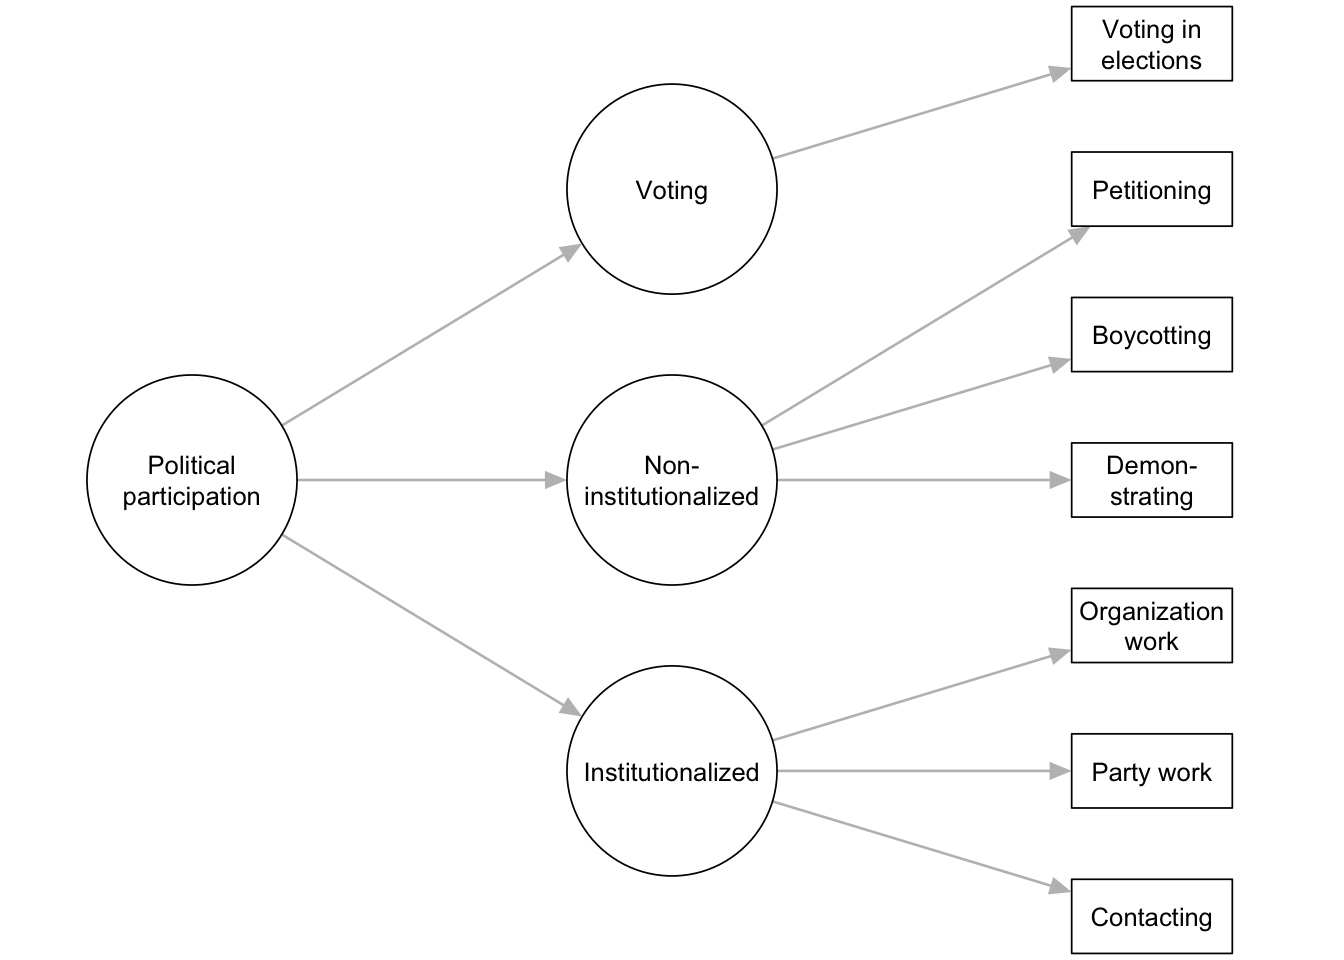 Voting in
elections
Voting
Petitioning
Boycotting
Political
participation
Non-
institutionalized
Demon-
strating
Organization
work
Institutionalized
Party work
Contacting